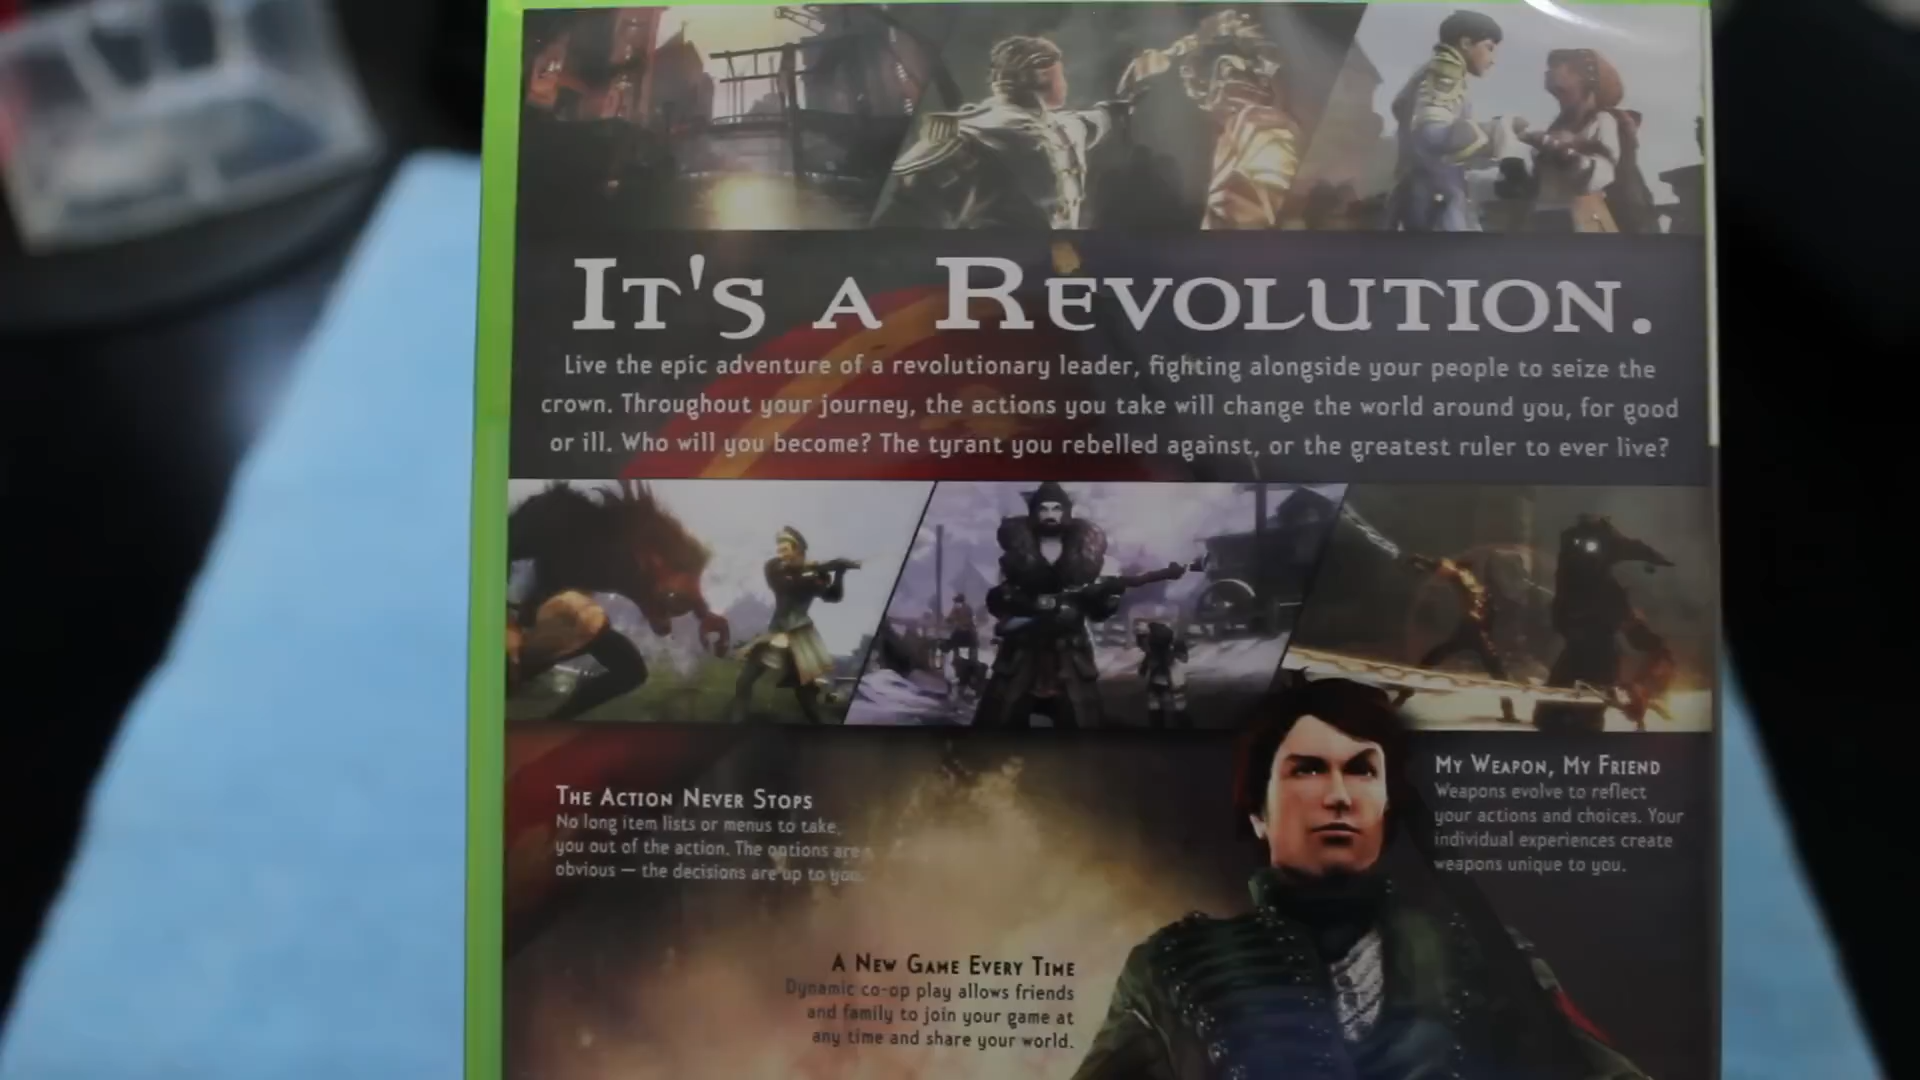 IT'S A REVOLUTION.
Live the epic adventure of a revolutionary leader, fighting alongside your people to seize the
crown. Throughout your journey, the actions you take will change the world around you, for good
or ill. Who will you become? The tyrant you rebelled against, or the greatest ruler to ever live?
THE ACTION NEVER STOPS
No long item lists or menus to take
you out of the action. The options are
obvious — the decisions are up to you.
MY WEAPON, MY FRIEND
Weapons evolve to reflect
your actions and choices. Your
individual experiences create
weapons unique to you.
A NEW GAME EVERY TIME
Dynamic co-op play allows friends
and family to join your game at
any time and share your world.